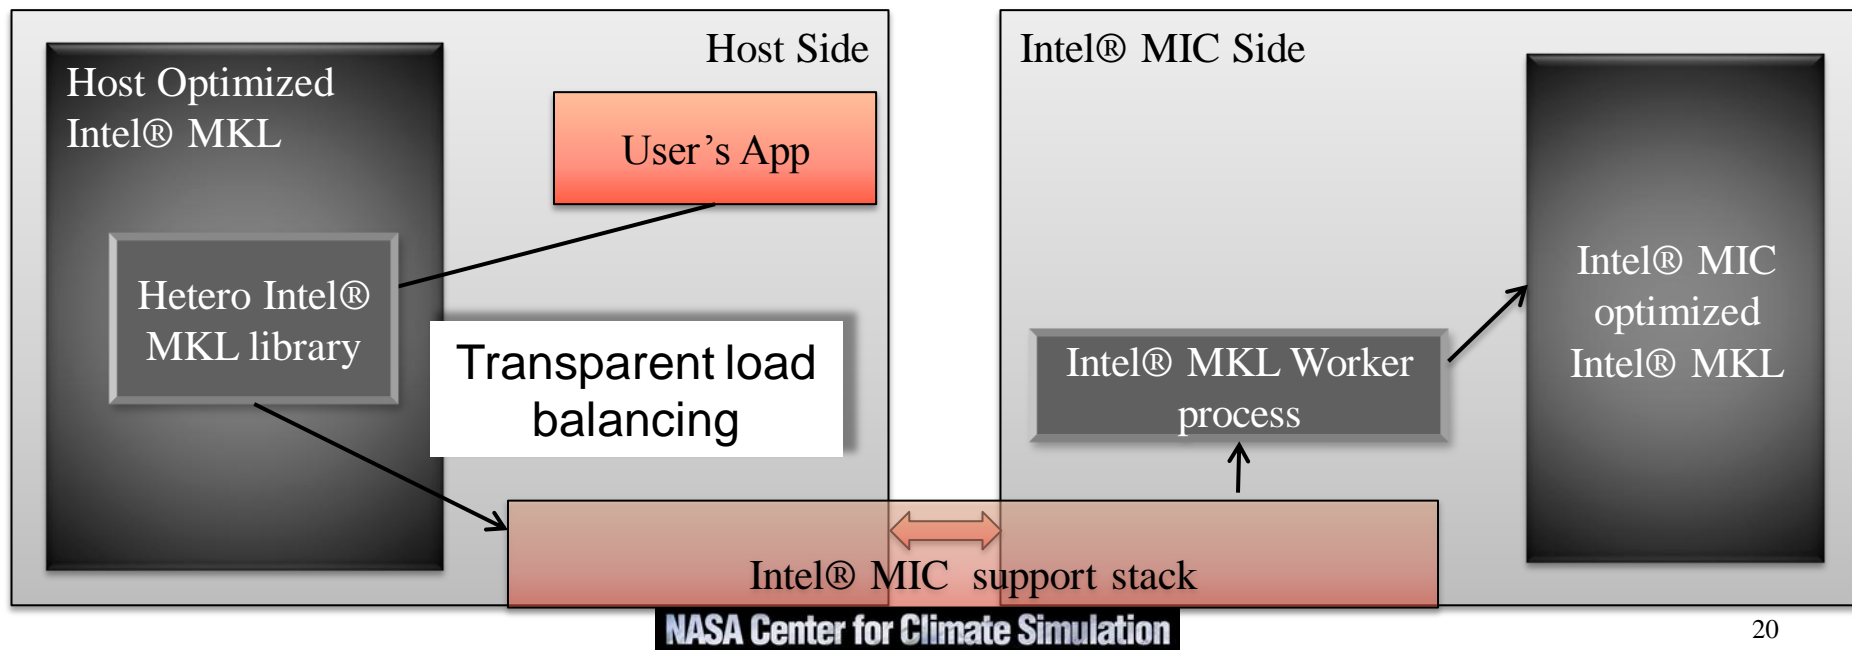 Host Side
Host Optimized
Intel® MKL
User’s App
Hetero Intel®
MKL library
Transparent load
balancing
Intel® MIC Side
Intel® MIC
optimized
Intel® MKL
Intel® MKL Worker
process
Intel® MIC support stack
NASA Center for Climate Simulation
20